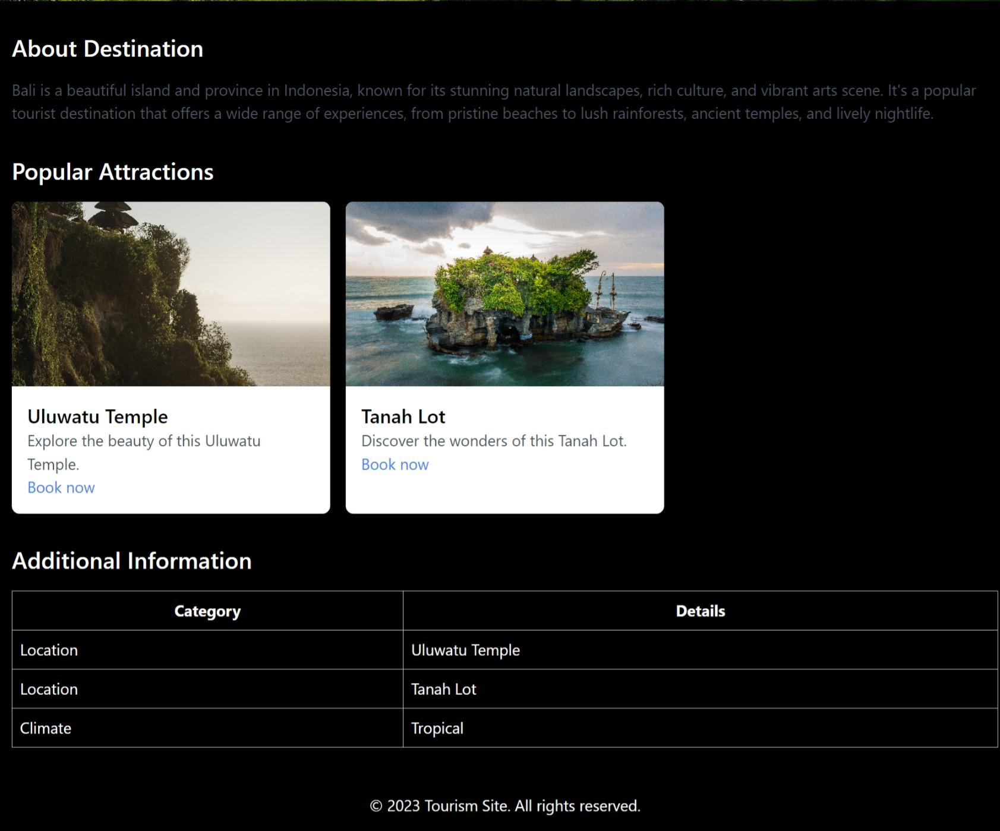 About Destination
Bali is a beautiful island and province in Indonesia, known for its stunning natural landscapes, rich culture, and vibrant arts scene. It's a popular
tourist destination that offers a wide range of experiences, from pristine beaches to lush rainforests, ancient temples, and lively nightlife.
Popular Attractions
Uluwatu Temple
Explore the beauty of this Uluwatu
Temple.
Book now
Tanah Lot
Discover the wonders of this Tanah Lot.
Book now
Additional Information
Category Details
Location Uluwatu Temple
Location Tanah Lot
Climate Tropical
© 2023 Tourism Site. All rights reserved.